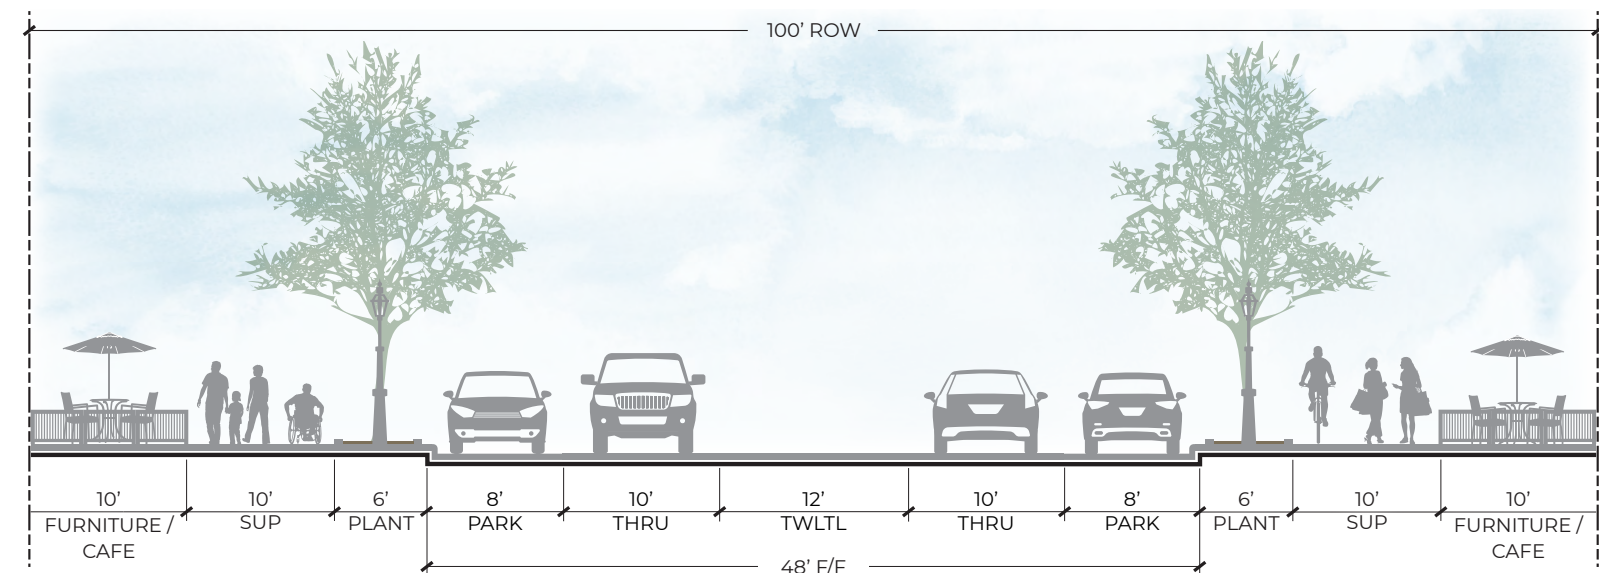 100’ ROW
10’ 10’ 6’ 8’ 10’ 12’ 10’ 8’ 6’ 10’ 10’
FURNITURE / SUP PLANT PARK THRU TWLTL THRU PARK PLANT SUP FURNITURE /
CAFE CAFE
48’ F/F